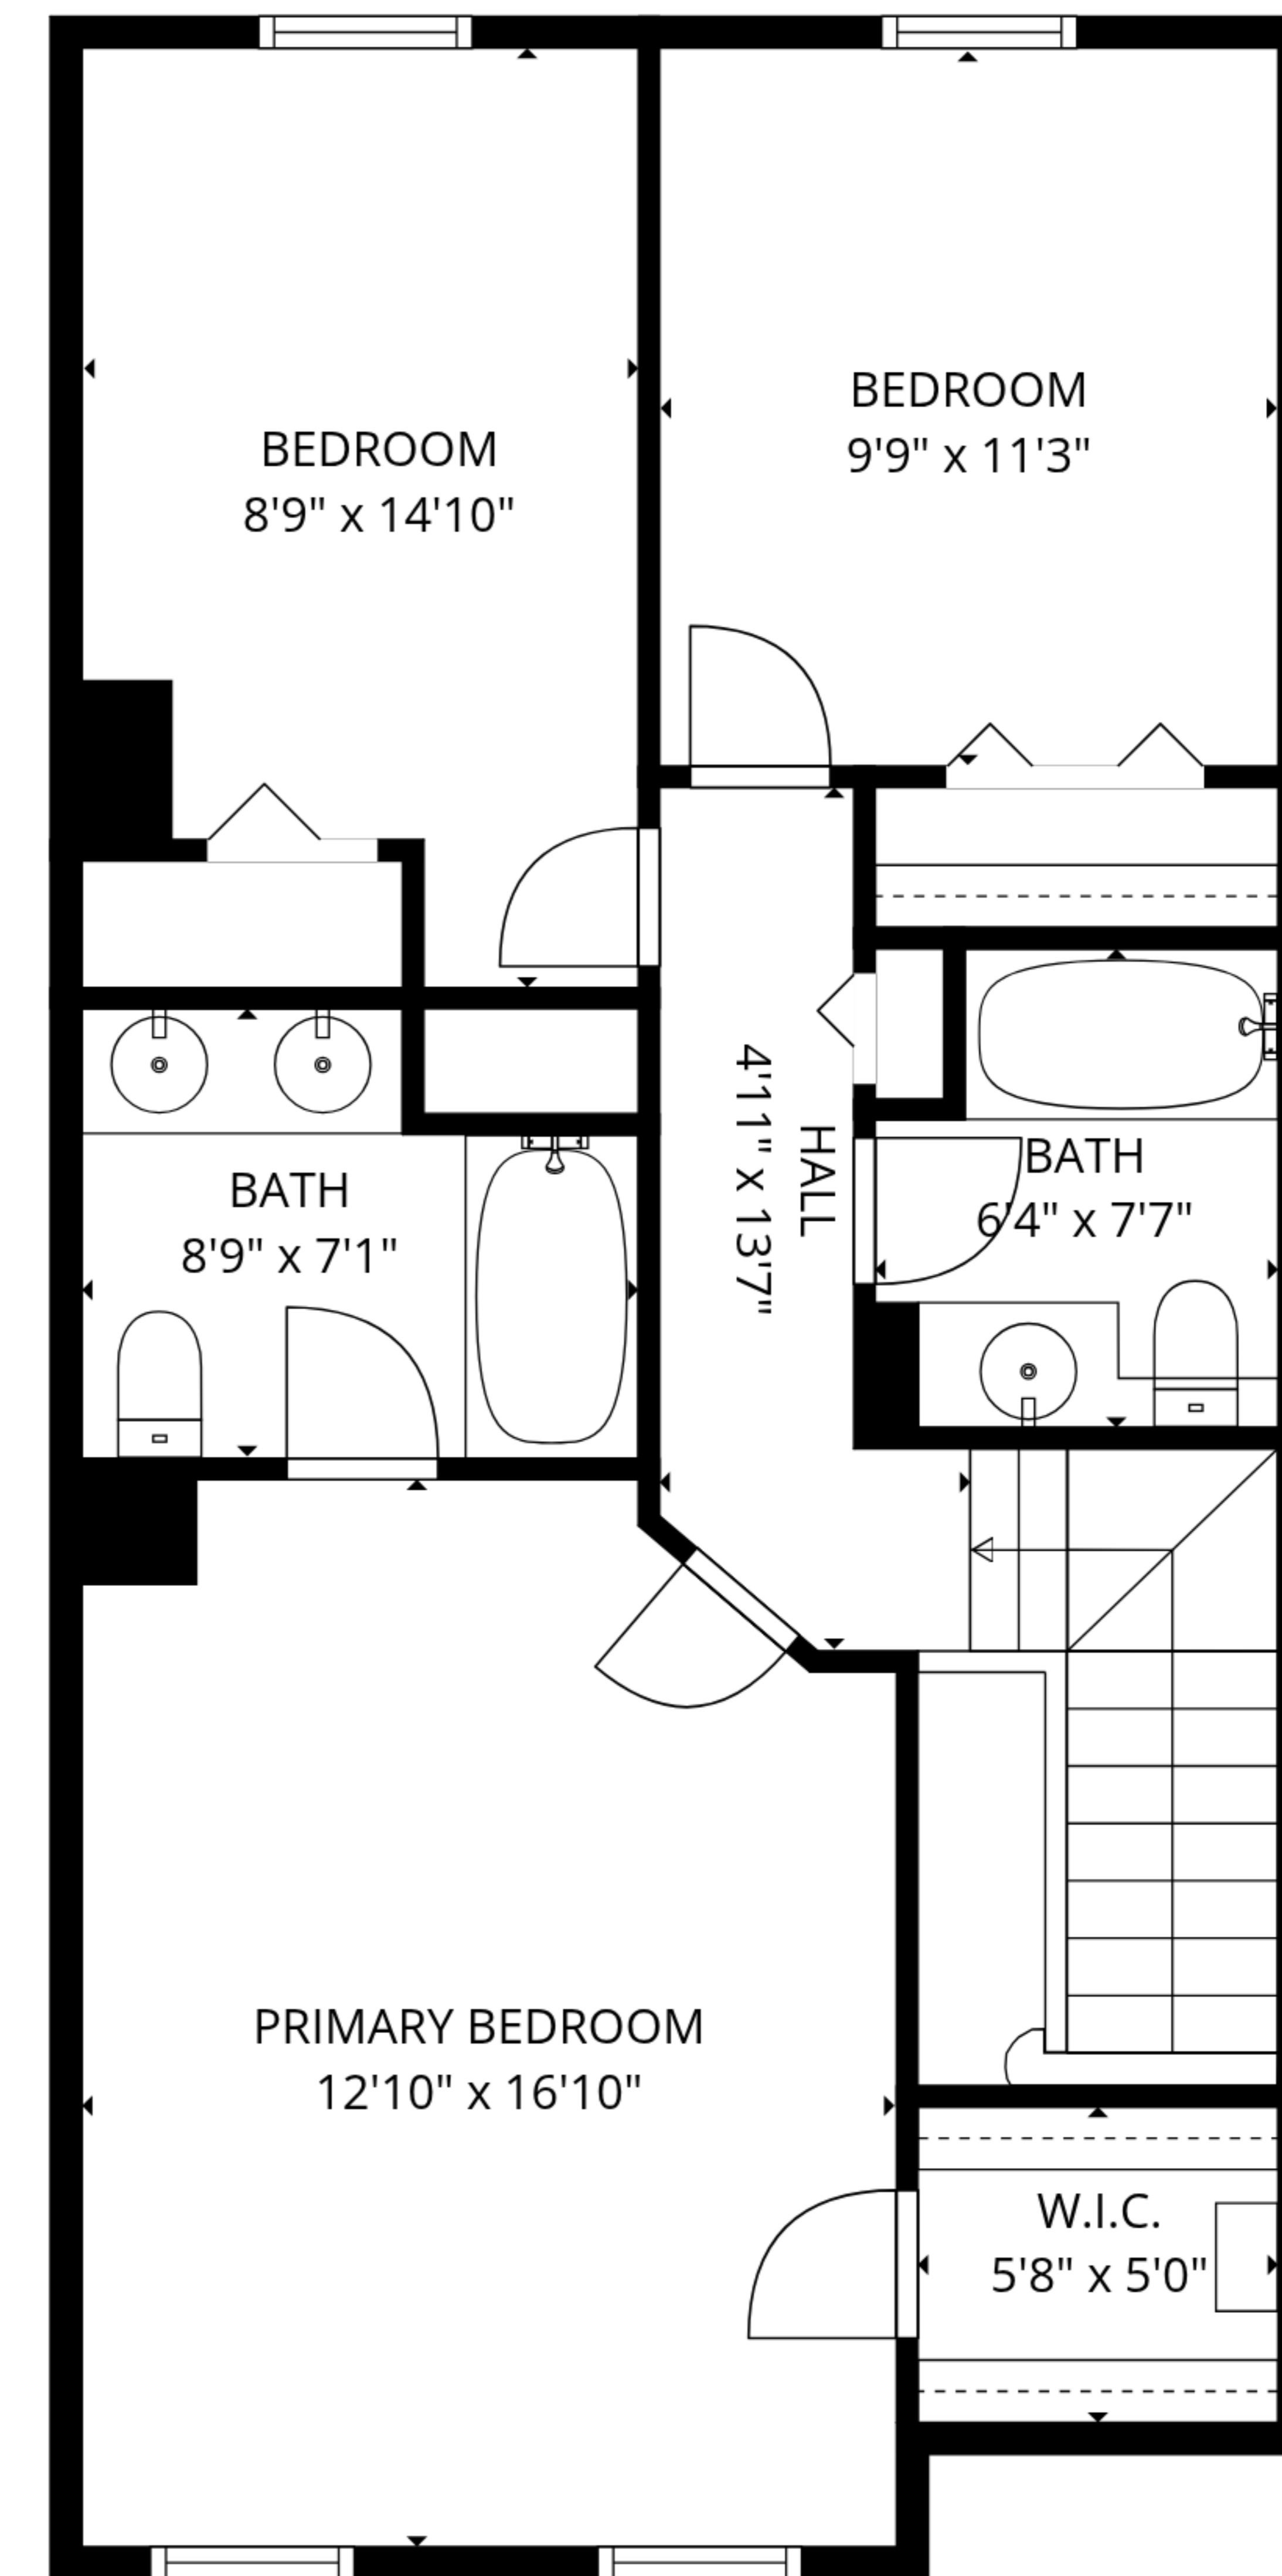 BEDROOM
8'9" x 14'10"
BEDROOM
9'9" x 11'3"
HALL
4'11" x 13'7"
BATH
8'9" x 7'1"
BATH
6'4" x 7'7"
PRIMARY BEDROOM
12'10" x 16'10"
W.I.C.
5'8" x 5'0"